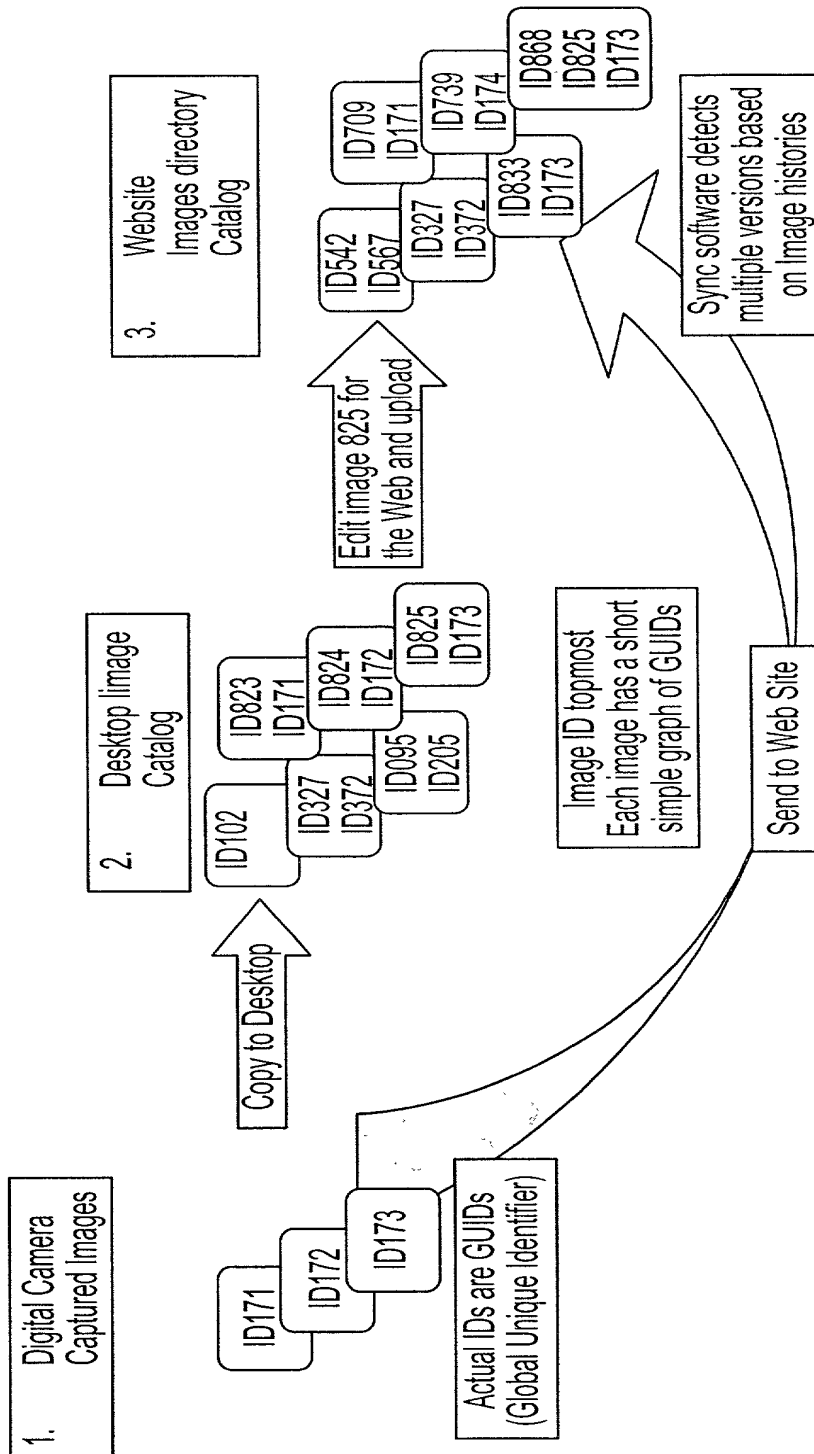 1. Digital Camera
Captured Images
ID171
ID172
ID173
Actual IDs are GUIDs
(Global Unique Identifier)
Copy to Desktop
2. Desktop Iimage
Catalog
ID102
ID823
ID171
ID327
ID372
ID824
ID172
ID095
ID205
ID825
ID173
Image ID topmost
Each image has a short
simple graph of GUIDs
Send to Web Site
Edit image 825 for
the Web and upload
3. Website
Images directory
Catalog
ID542
ID567
ID709
ID171
ID327
ID372
ID739
ID174
ID833
ID173
ID868
ID825
ID173
Sync software detects
multiple versions based
on Image histories